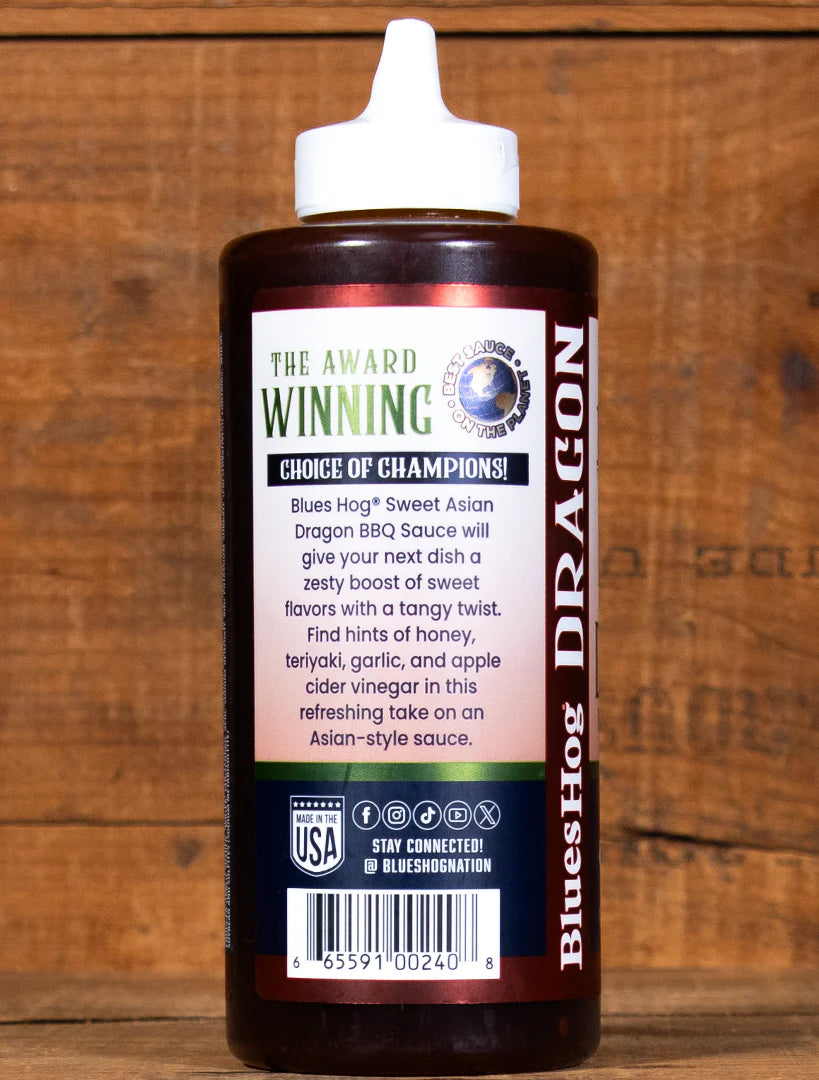 THE AWARD
WINNING
• BEST SAUCE •
ON THE PLANET
CHOICE OF CHAMPIONS!
Blues Hog® Sweet Asian
Dragon BBQ Sauce will
give your next dish a
zesty boost of sweet
flavors with a tangy twist.
Find hints of honey,
teriyaki, garlic, and apple
cider vinegar in this
refreshing take on an
Asian-style sauce.
MADE IN THE
USA
STAY CONNECTED!
@ BLUESHOGNATION
6 65591 00240 8
Blues Hog DRAGON